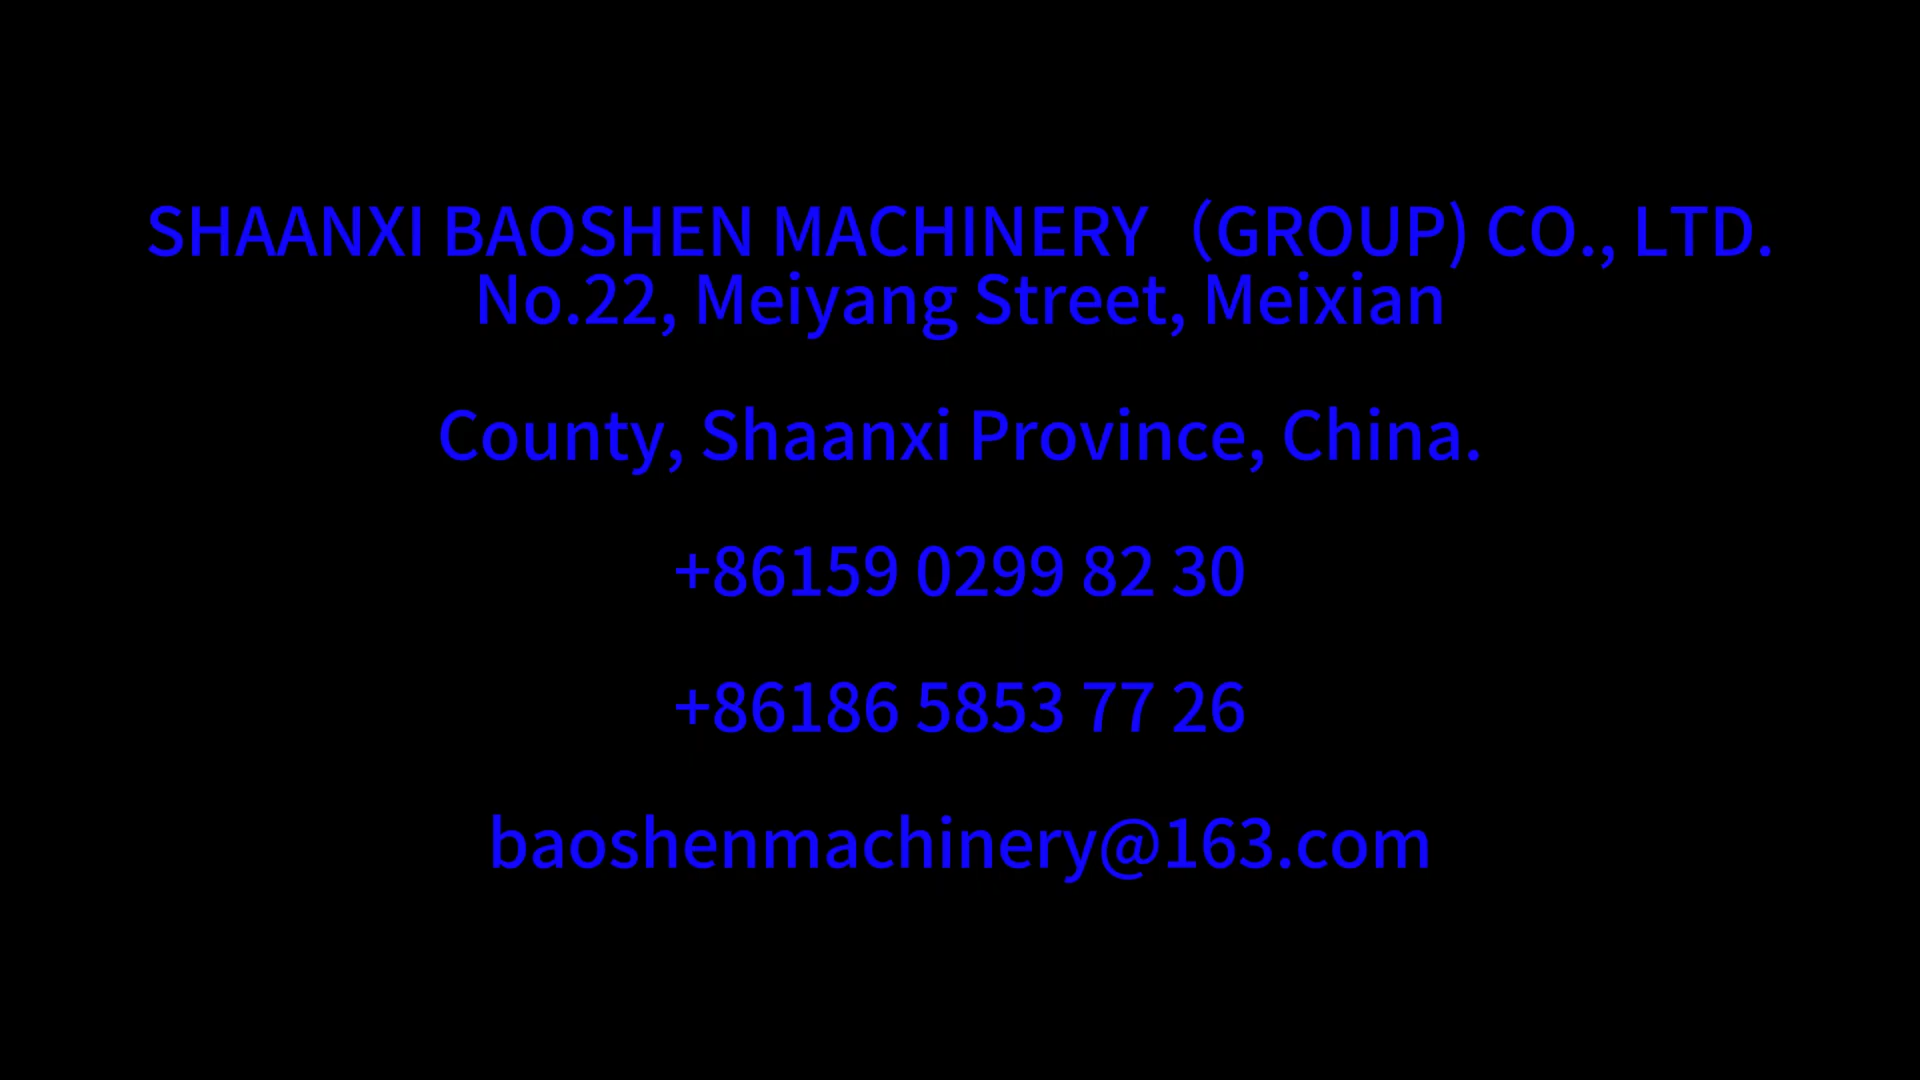 SHAANXI BAOSHEN MACHINERY（GROUP) CO., LTD.
No.22, Meiyang Street, Meixian
County, Shaanxi Province, China.
+86159 0299 82 30
+86186 5853 77 26
baoshenmachinery@163.com